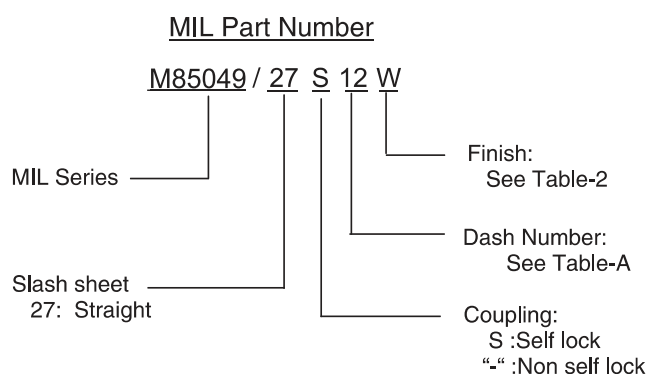 MIL Part Number
M85049 / 27 S 12 W
MIL Series
Finish:
See Table-2
Dash Number:
See Table-A
Slash sheet
27: Straight
Coupling:
S :Self lock
“-“ :Non self lock